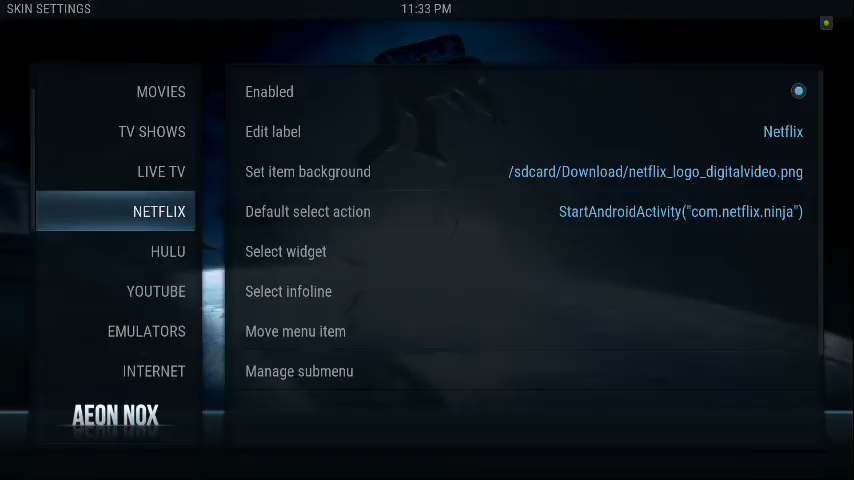 SKIN SETTINGS
11:33 PM
MOVIES
TV SHOWS
LIVE TV
NETFLIX
HULU
YOUTUBE
EMULATORS
INTERNET
AEON NOX
Enabled
Edit label Netflix
Set item background /sdcard/Download/netflix_logo_digitalvideo.png
Default select action StartAndroidActivity("com.netflix.ninja")
Select widget
Select infoline
Move menu item
Manage submenu